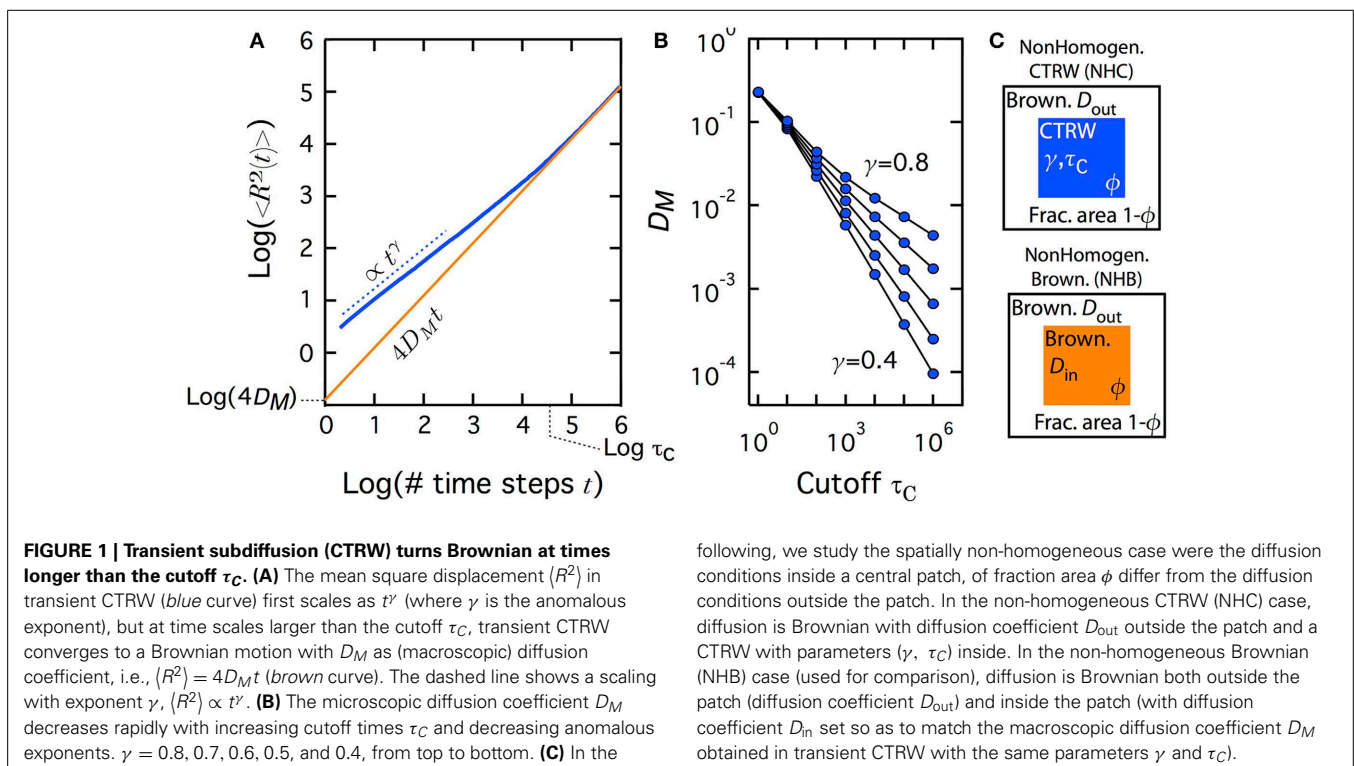 A
6
5
4
3
2
1
0
Log(<R²(t)>)
∝ t^γ
4D_M t
Log(4D_M)
0 1 2 3 4 5 6
Log τ_C
Log(# time steps t)
B
10^0
10^-1
10^-2
10^-3
10^-4
D_M
γ=0.8
γ=0.4
10^0 10^3 10^6
Cutoff τ_C
C
NonHomogen.
CTRW (NHC)
Brown. D_out
CTRW
γ,τ_C
ϕ
Frac. area 1-ϕ
NonHomogen.
Brown. (NHB)
Brown. D_out
Brown.
D_in
ϕ
Frac. area 1-ϕ
FIGURE 1 | Transient subdiffusion (CTRW) turns Brownian at times
longer than the cutoff τ_C. (A) The mean square displacement ⟨R²⟩ in
transient CTRW (blue curve) first scales as t^γ (where γ is the anomalous
exponent), but at time scales larger than the cutoff τ_C, transient CTRW
converges to a Brownian motion with D_M as (macroscopic) diffusion
coefficient, i.e., ⟨R²⟩ = 4D_M t (brown curve). The dashed line shows a scaling
with exponent γ, ⟨R²⟩ ∝ t^γ. (B) The microscopic diffusion coefficient D_M
decreases rapidly with increasing cutoff times τ_C and decreasing anomalous
exponents. γ = 0.8, 0.7, 0.6, 0.5, and 0.4, from top to bottom. (C) In the
following, we study the spatially non-homogeneous case were the diffusion
conditions inside a central patch, of fraction area ϕ differ from the diffusion
conditions outside the patch. In the non-homogeneous CTRW (NHC) case,
diffusion is Brownian with diffusion coefficient D_out outside the patch and a
CTRW with parameters (γ, τ_C) inside. In the non-homogeneous Brownian
(NHB) case (used for comparison), diffusion is Brownian both outside the
patch (diffusion coefficient D_out) and inside the patch (with diffusion
coefficient D_in set so as to match the macroscopic diffusion coefficient D_M
obtained in transient CTRW with the same parameters γ and τ_C).